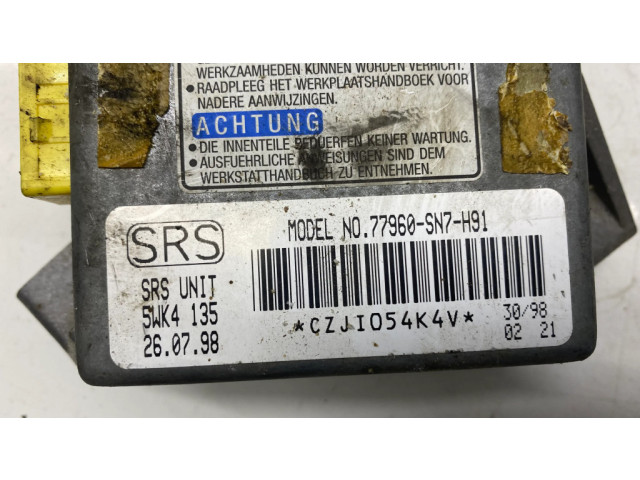 WERKZAAMHEDEN KUNNEN WORDEN VERRICHT.
• RAADPLEEG HET WERKPLAATSHANDBOEK VOOR
NADERE AANWIJZINGEN.
ACHTUNG
• DIE INNENTEILE BEDUERFEN KEINER WARTUNG.
• AUSFUEHRLICHE ANWEISUNGEN SIND DEM
WERKSTATTHANDBUCH ZU ENTNEHMEN.
SRS
MODEL NO.77960-SN7-H91
SRS UNIT
5WK4 135
26.07.98
*CZJI054K4V*
30/98
02 21